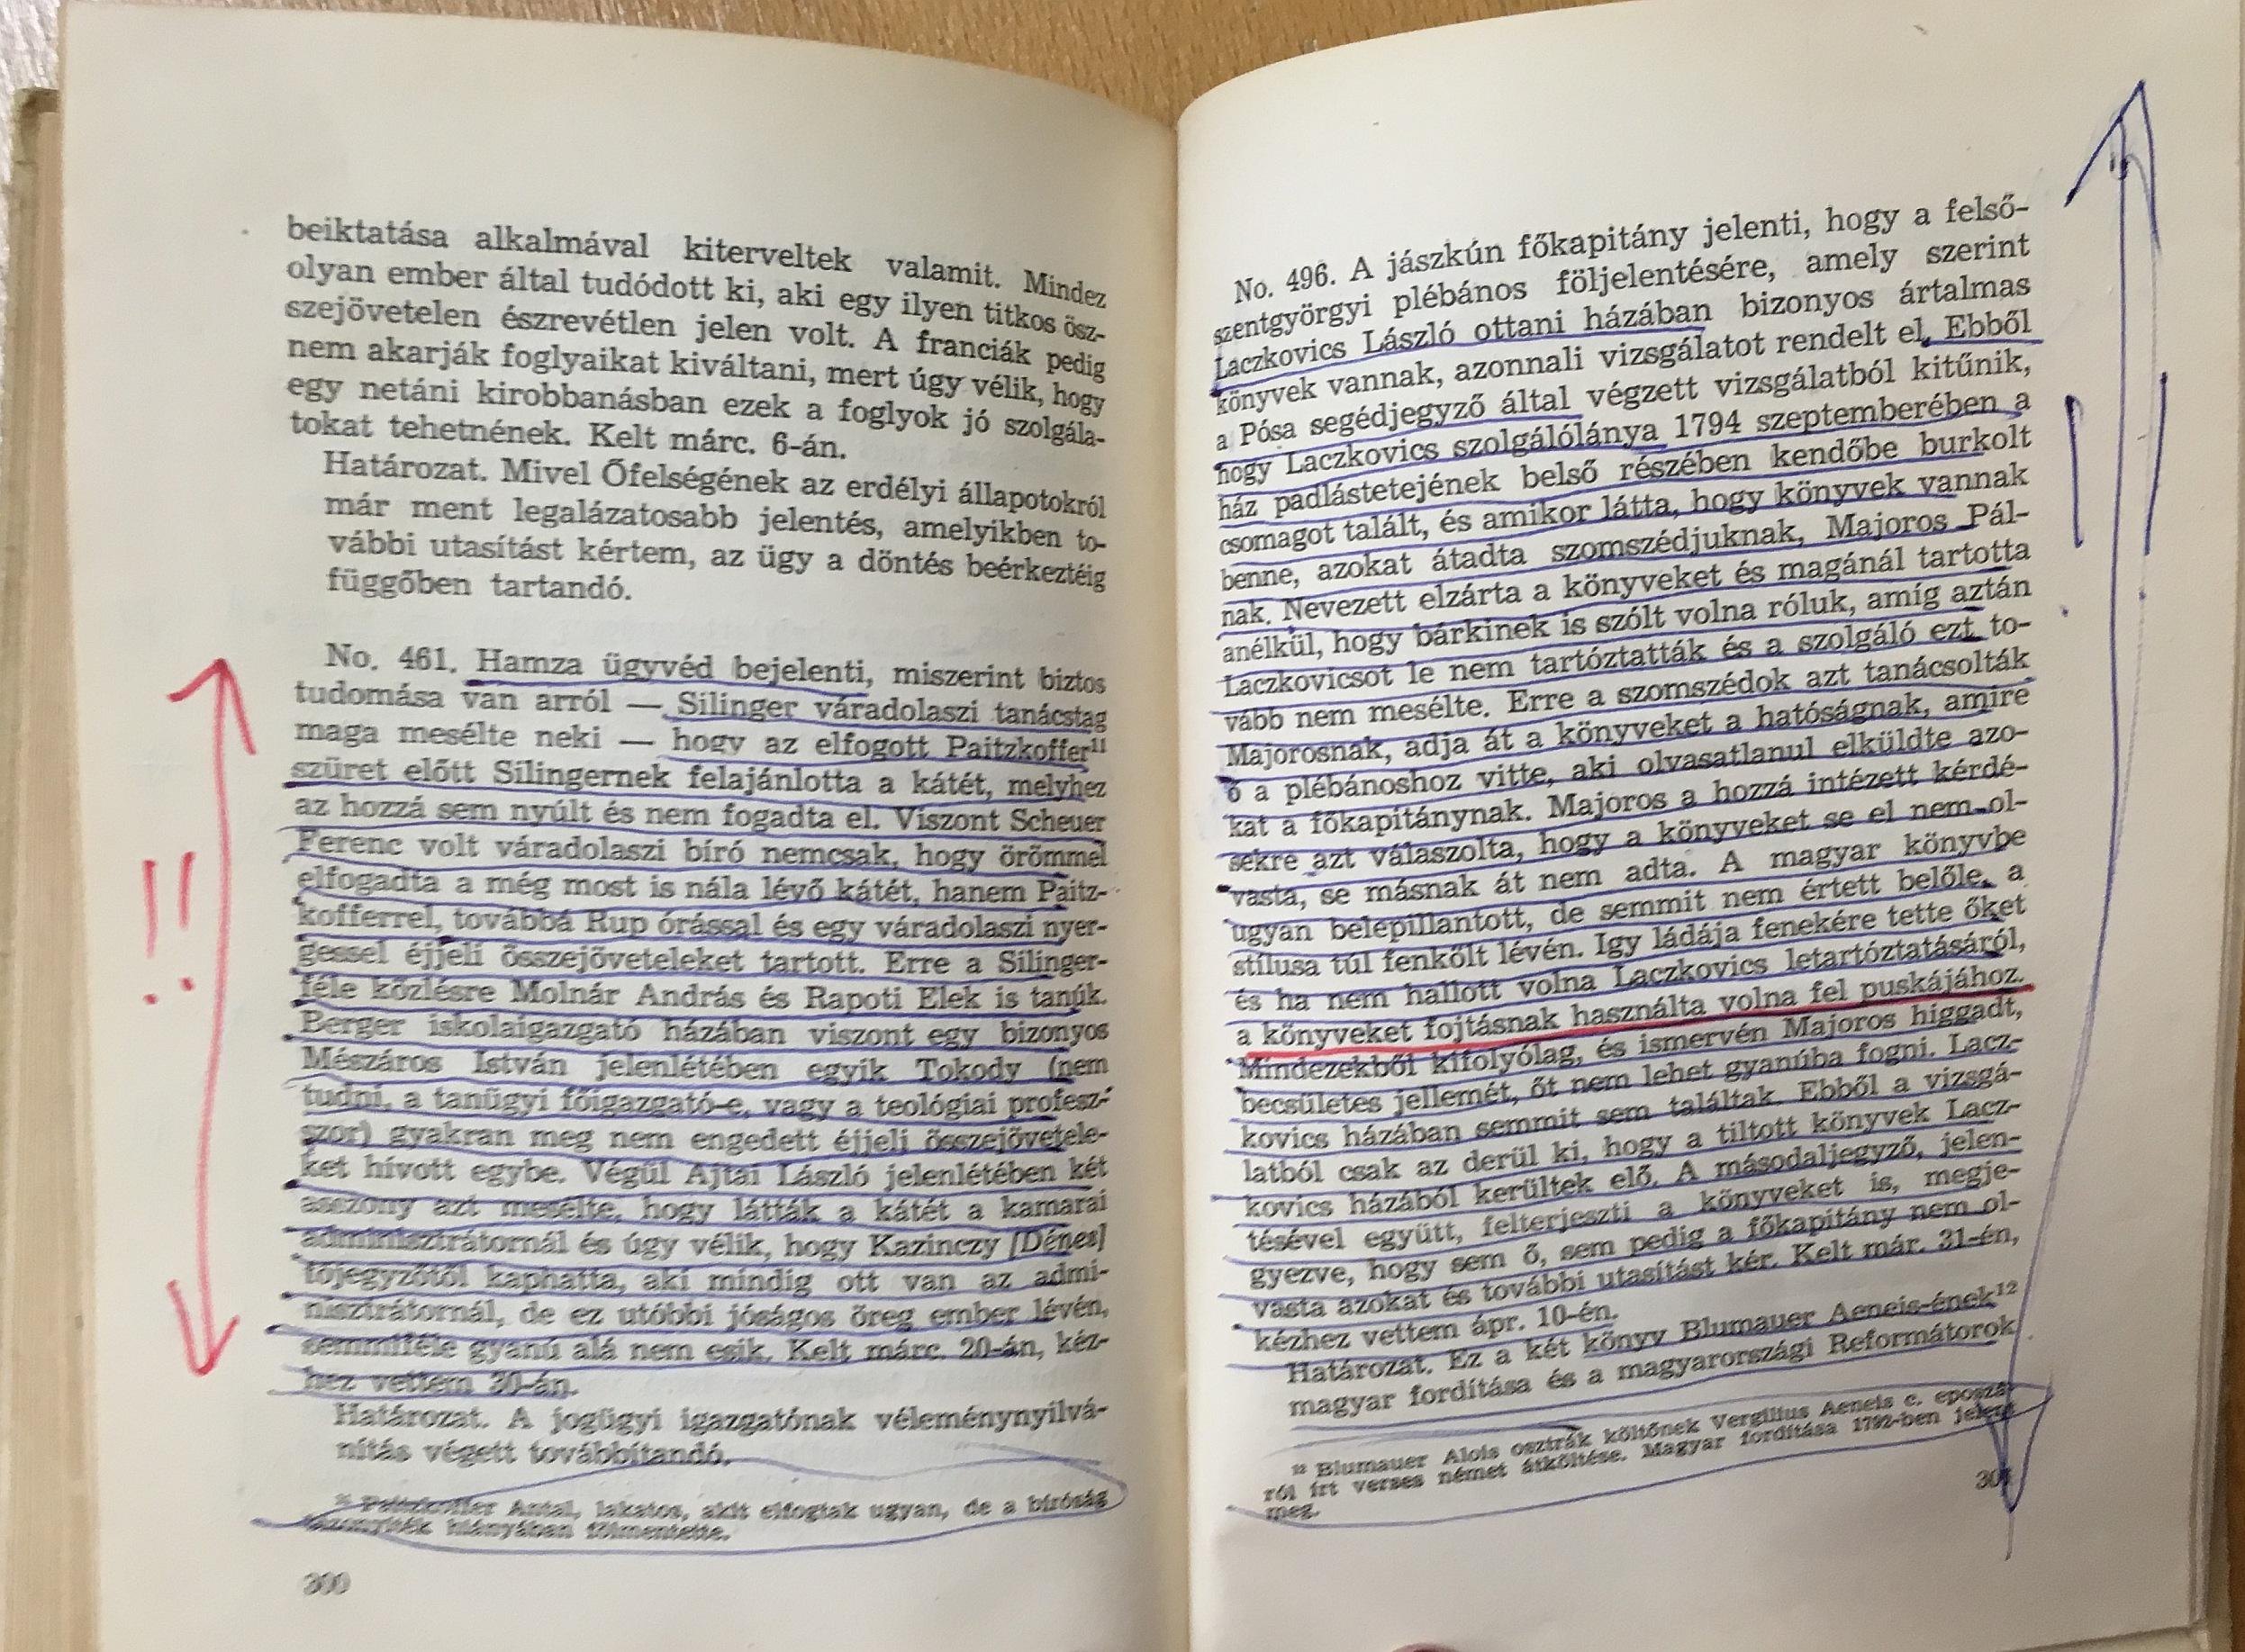 beiktatása alkalmával kiterveltek valamit. Mindez
olyan ember által tudódott ki, aki egy ilyen titkos ösz-
szejövetelen észrevétlen jelen volt. A franciák pedig
nem akarják foglyaikat kiváltani, mert úgy vélik, hogy
egy netáni kirobbanásban ezek a foglyok jó szolgála-
tokat tehetnének. Kelt márc. 6-án.
Határozat. Mivel Őfelségének az erdélyi állapotokról
már ment legalázatosabb jelentés, amelyikben to-
vábbi utasítást kértem, az ügy a döntés beérkeztéig
függőben tartandó.
No. 461. Hamza ügyvéd bejelenti, miszerint biztos
tudomása van arról — Silinger váradolaszi tanácstag
maga mesélte neki — hogy az elfogott Paitzkoffer¹¹
szüret előtt Silingernek felajánlotta a kátét, melyhez
az hozzá sem nyúlt és nem fogadta el. Viszont Scheuer
Ferenc volt váradolaszi bíró nemcsak, hogy örömmel
elfogadta a még most is nála lévő kátét, hanem Paitz-
kofferrel, továbbá Rup órással és egy váradolaszi nyer-
gessel éjjeli összejöveteleket tartott. Erre a Silinger-
féle közlésre Molnár András és Rapoti Elek is tanúk.
Berger iskolaigazgató házában viszont egy bizonyos
Mészáros István jelenlétében egyik Tokody (nem
tudni, a tanügyi főigazgató-e, vagy a teológiai profesz-
szor) gyakran meg nem engedett éjjeli összejövetele-
ket hívott egybe. Végül Ajtai László jelenlétében két
asszony azt mesélte, hogy látták a kátét a kamarai
adminisztrátornál és úgy vélik, hogy Kazinczy [Dénes]
főjegyzőtől kaphatta, aki mindig ott van az admi-
nisztrátornál, de ez utóbbi jóságos öreg ember lévén,
semmiféle gyanú alá nem esik. Kelt márc. 20-án, kéz-
hez vettem 30-án.
Határozat. A jogügyi igazgatónak véleménynyilvá-
nítás végett továbbítandó.
¹¹ Paitzkoffer Antal, lakatos, akit elfogtak ugyan, de a bíróság
bizonyíték hiányában fölmentette.
300
No. 496. A jászkún főkapitány jelenti, hogy a felső-
szentgyörgyi plébános följelentésére, amely szerint
Laczkovics László ottani házában bizonyos ártalmas
könyvek vannak, azonnali vizsgálatot rendelt el. Ebből
a Pósa segédjegyző által végzett vizsgálatból kitűnik,
hogy Laczkovics szolgálólánya 1794 szeptemberében a
ház padlástetejének belső részében kendőbe burkolt
csomagot talált, és amikor látta, hogy könyvek vannak
benne, azokat átadta szomszédjuknak, Majoros Pál-
nak. Nevezett elzárta a könyveket és magánál tartotta
anélkül, hogy bárkinek is szólt volna róluk, amíg aztán
Laczkovicsot le nem tartóztatták és a szolgáló ezt to-
vább nem mesélte. Erre a szomszédok azt tanácsolták
Majorosnak, adja át a könyveket a hatóságnak, amire
ő a plébánoshoz vitte, aki olvasatlanul elküldte azo-
kat a főkapitánynak. Majoros a hozzá intézett kérdé-
sekre azt válaszolta, hogy a könyveket se el nem ol-
vasta, se másnak át nem adta. A magyar könyvbe
ugyan belepillantott, de semmit nem értett belőle, a
stílusa túl fenkölt lévén. Igy ládája fenekére tette őket
és ha nem hallott volna Laczkovics letartóztatásáról,
a könyveket fojtásnak használta volna fel puskájához.
Mindezekből kifolyólag, és ismervén Majoros higgadt,
becsületes jellemét, őt nem lehet gyanúba fogni. Lacz-
kovics házában semmit sem találtak. Ebből a vizsgá-
latból csak az derül ki, hogy a tiltott könyvek Lacz-
kovics házából kerültek elő. A másodaljegyző, jelen-
tésével együtt, felterjeszti a könyveket is, megje-
gyezve, hogy sem ő, sem pedig a főkapitány nem ol-
vasta azokat és további utasítást kér. Kelt már. 31-én,
kézhez vettem ápr. 10-én.
Határozat. Ez a két könyv Blumauer Aeneis-ének¹²
magyar fordítása és a magyarországi Reformátorok
¹² Blumauer Alois osztrák költőnek Vergilius Aeneis c. eposzá-
ról írt verses német átköltése. Magyar fordítása 1792-ben jelent
meg.